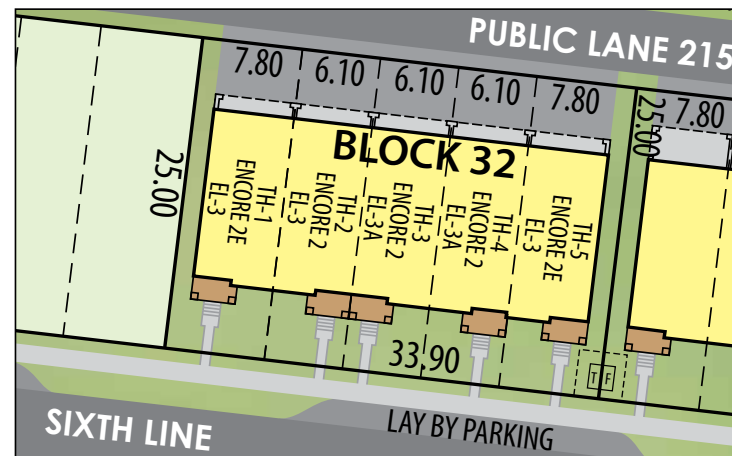 PUBLIC LANE 215
7.80
6.10
6.10
6.10
7.80
7.80
25.00
25.00
BLOCK 32
TH-1
ENCORE 2E
EL-3
TH-2
ENCORE 2
EL-3
TH-3
ENCORE 2
EL-3A
TH-4
ENCORE 2
EL-3A
TH-5
ENCORE 2E
EL-3
33.90
T F
LAY BY PARKING
SIXTH LINE